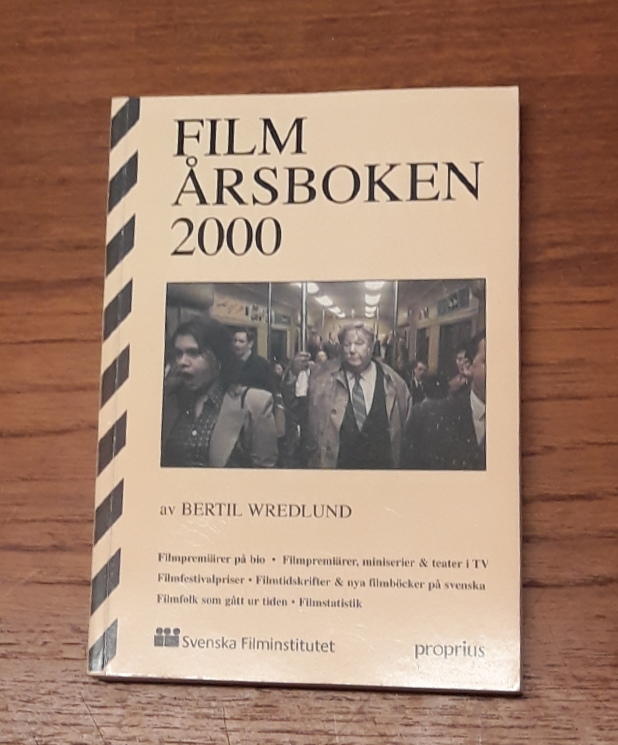 FILM
ÅRSBOKEN
2000
av BERTIL WREDLUND
Filmpremiärer på bio • Filmpremiärer, miniserier & teater i TV
Filmfestivalpriser • Filmtidskrifter & nya filmböcker på svenska
Filmfolk som gått ur tiden • Filmstatistik
Svenska Filminstitutet
proprius